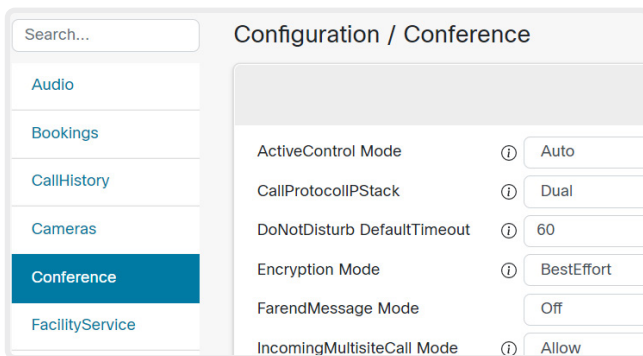 Search...
Configuration / Conference
Audio
Bookings
CallHistory
Cameras
Conference
FacilityService
ActiveControl Mode Auto
CallProtocolIPStack Dual
DoNotDisturb DefaultTimeout 60
Encryption Mode BestEffort
FarendMessage Mode Off
IncomingMultisiteCall Mode Allow